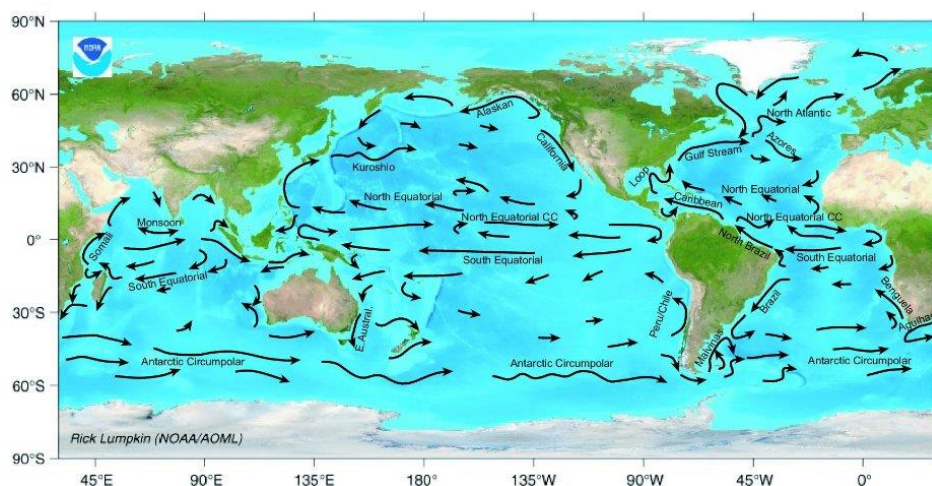 90°N
NOAA
60°N
Alaskan
North Atlantic
California
Azores
Gulf Stream
30°N
Kuroshio
Loop
North Equatorial
North Equatorial
Caribbean
Monsoon
North Equatorial CC
North Equatorial CC
0°
Somali
North Brazil
South Equatorial
South Equatorial
South Equatorial
Benguela
Brazil
Peru/Chile
30°S
E. Austral.
Agulhas
Malvinas
Antarctic Circumpolar
Antarctic Circumpolar
Antarctic Circumpolar
60°S
Rick Lumpkin (NOAA/AOML)
90°S
45°E
90°E
135°E
180°
135°W
90°W
45°W
0°